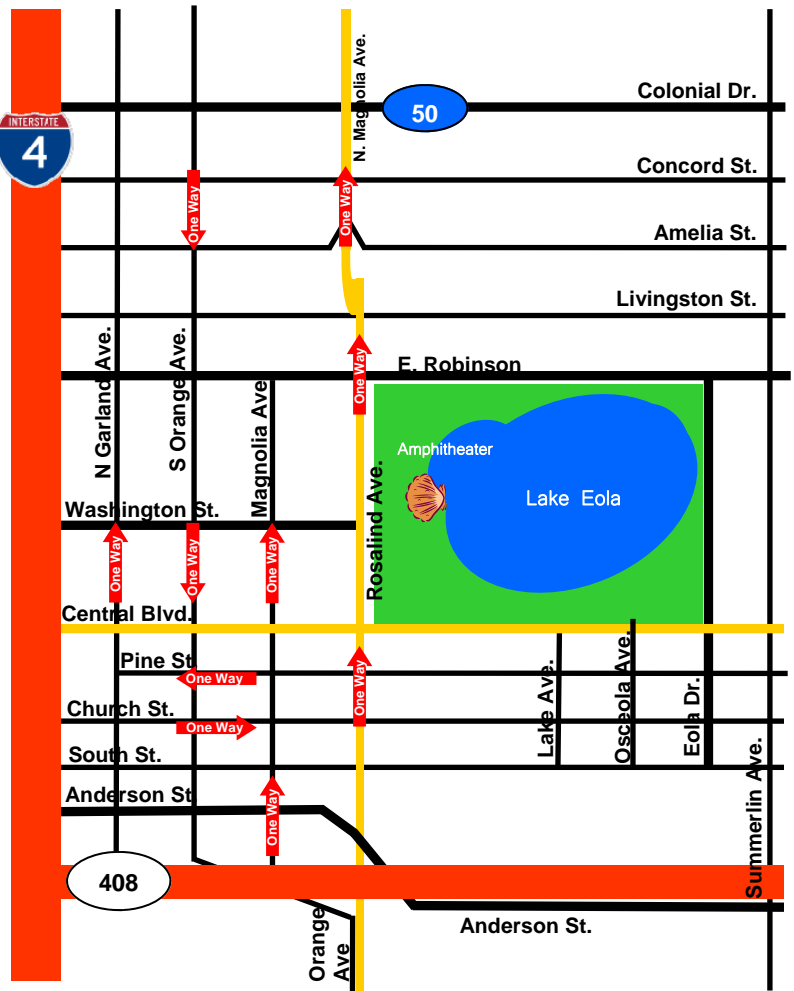 N. Magnolia Ave.
Colonial Dr.
50
INTERSTATE
4
Concord St.
One Way
One Way
Amelia St.
Livingston St.
N Garland Ave.
S Orange Ave.
One Way
E. Robinson
Magnolia Ave
Amphitheater
Lake Eola
Rosalind Ave.
Washington St.
One Way
One Way
One Way
Central Blvd.
Pine St
One Way
One Way
Church St.
One Way
Lake Ave.
Osceola Ave.
Eola Dr.
South St.
Summerlin Ave.
Anderson St
One Way
408
Orange
Ave
Anderson St.